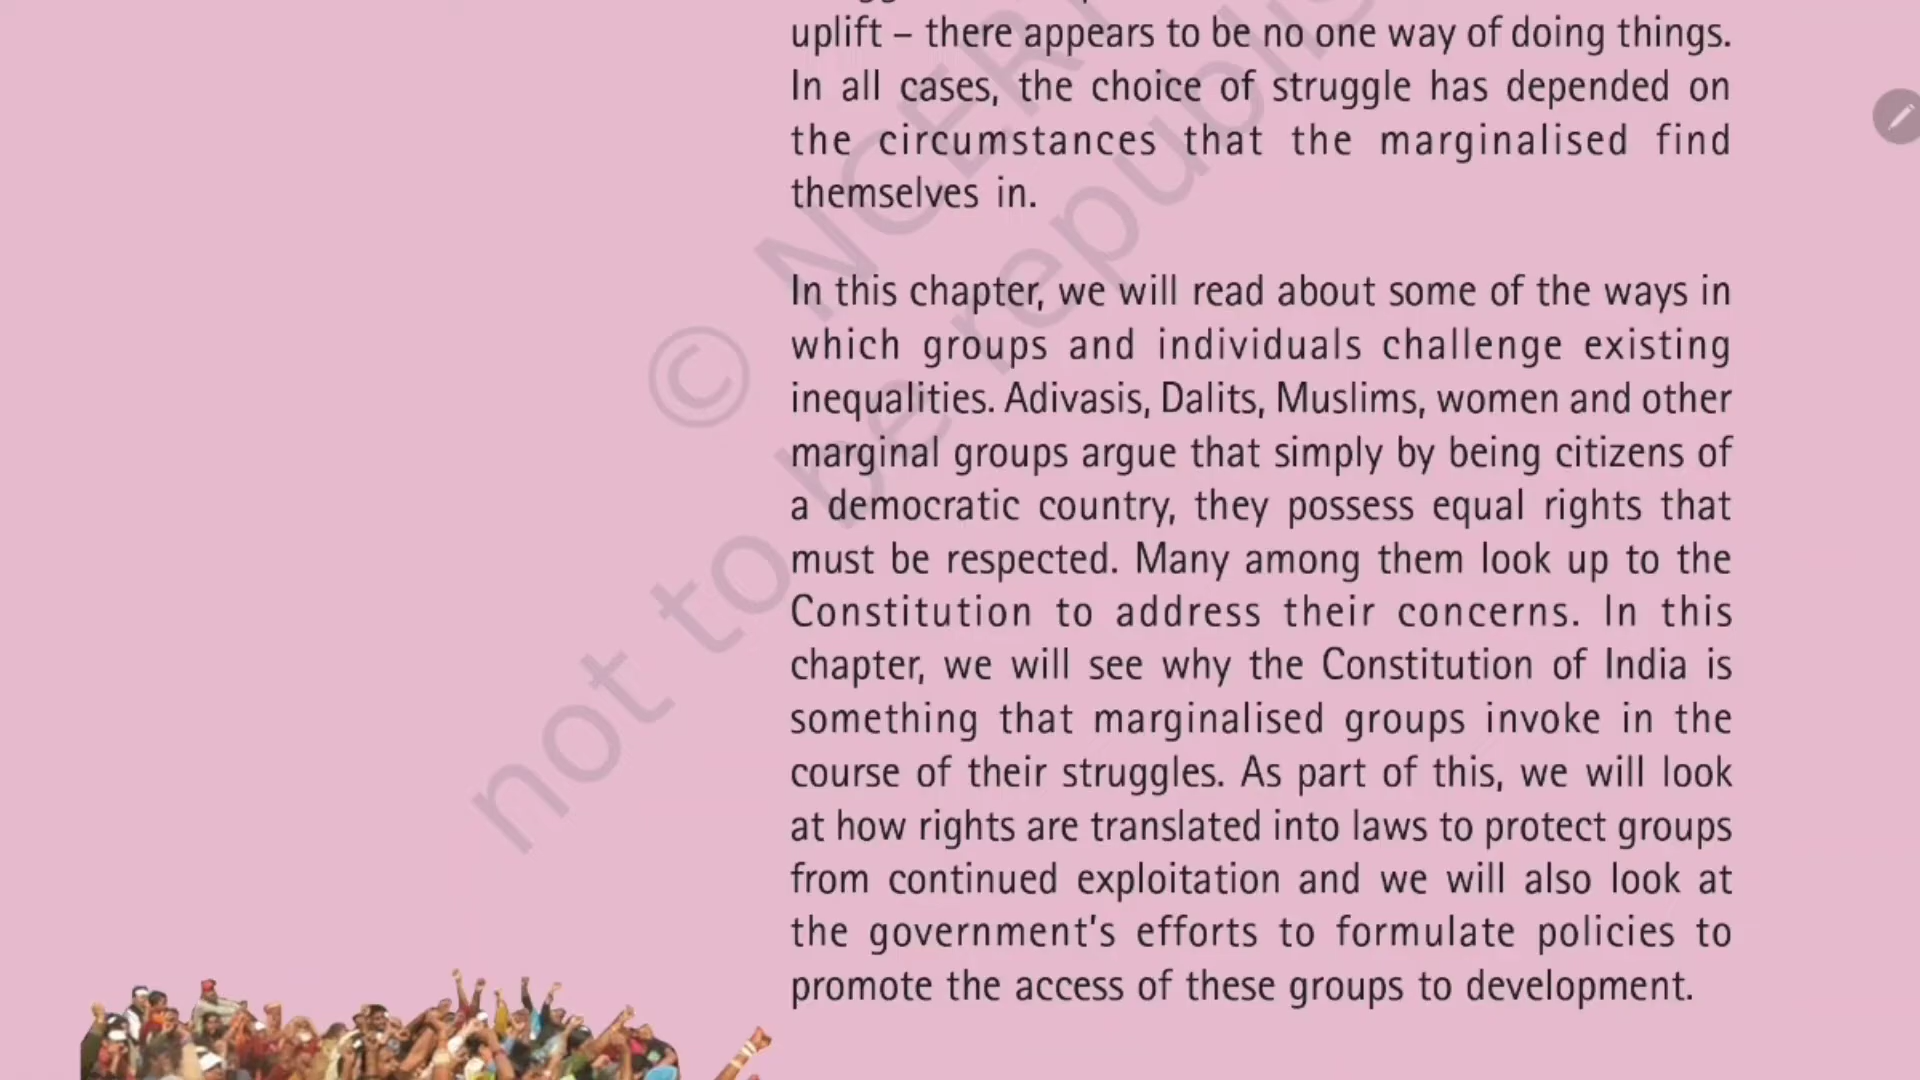 uplift – there appears to be no one way of doing things.
In all cases, the choice of struggle has depended on
the circumstances that the marginalised find
themselves in.
In this chapter, we will read about some of the ways in
which groups and individuals challenge existing
inequalities. Adivasis, Dalits, Muslims, women and other
marginal groups argue that simply by being citizens of
a democratic country, they possess equal rights that
must be respected. Many among them look up to the
Constitution to address their concerns. In this
chapter, we will see why the Constitution of India is
something that marginalised groups invoke in the
course of their struggles. As part of this, we will look
at how rights are translated into laws to protect groups
from continued exploitation and we will also look at
the government's efforts to formulate policies to
promote the access of these groups to development.
© NCERT
not to be republis